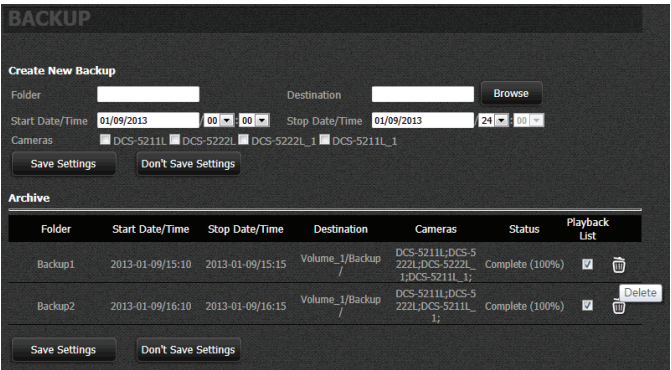 BACKUP
Create New Backup
Folder Destination Browse
Start Date/Time 01/09/2013 / 00 : 00 Stop Date/Time 01/09/2013 / 24 : 00
Cameras DCS-5211L DCS-5222L DCS-5222L_1 DCS-5211L_1
Save Settings Don't Save Settings
Archive
Folder Start Date/Time Stop Date/Time Destination Cameras Status Playback List
Backup1 2013-01-09/15:10 2013-01-09/15:15 Volume_1/Backup
/
DCS-5211L;DCS-5
222L;DCS-5222L_
1;DCS-5211L_1;
Complete (100%)
Delete
Backup2 2013-01-09/16:10 2013-01-09/16:15 Volume_1/Backup
/
DCS-5211L;DCS-5
222L;DCS-5211L_
1;
Complete (100%)
Save Settings Don't Save Settings